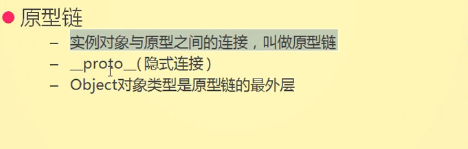 原型链
– 实例对象与原型之间的连接，叫做原型链
– __proto__( 隐式连接 )
– Object对象类型是原型链的最外层